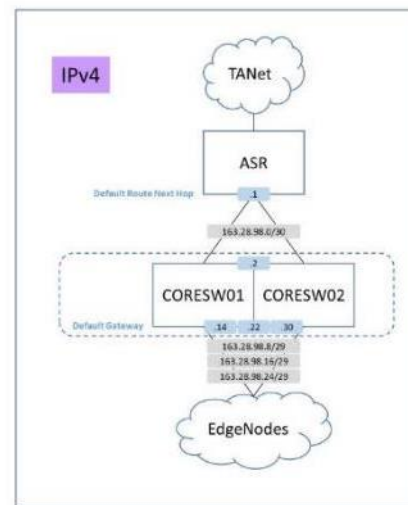 IPv4
TANet
ASR
Default Route Next Hop
.1
163.28.98.0/30
.2
CORESW01
CORESW02
Default Gateway
.14
.22
.30
163.28.98.8/29
163.28.98.16/29
163.28.98.24/29
EdgeNodes